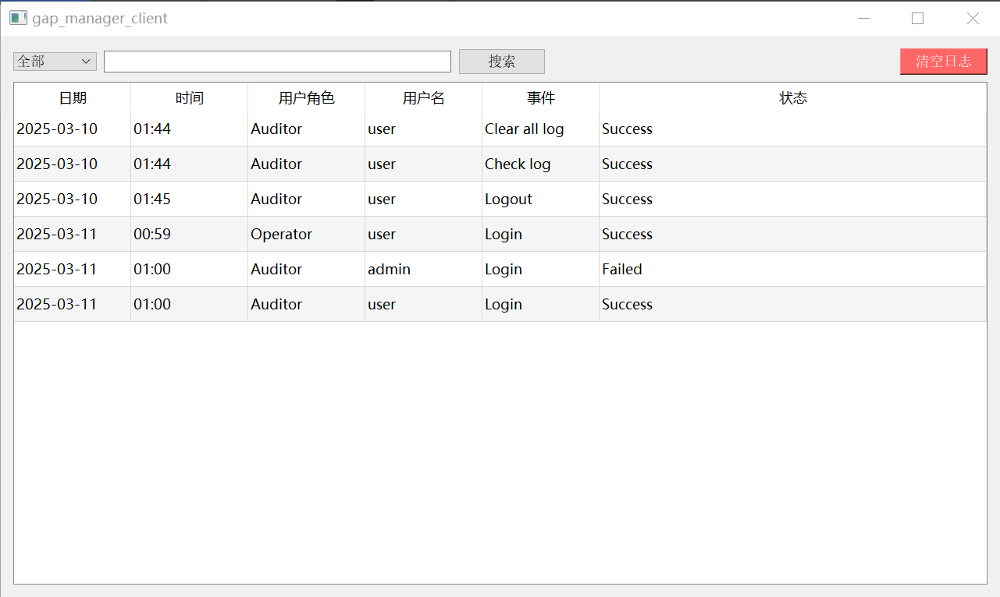 gap_manager_client
全部 搜索 清空日志
日期 时间 用户角色 用户名 事件 状态
2025-03-10 01:44 Auditor user Clear all log Success
2025-03-10 01:44 Auditor user Check log Success
2025-03-10 01:45 Auditor user Logout Success
2025-03-11 00:59 Operator user Login Success
2025-03-11 01:00 Auditor admin Login Failed
2025-03-11 01:00 Auditor user Login Success